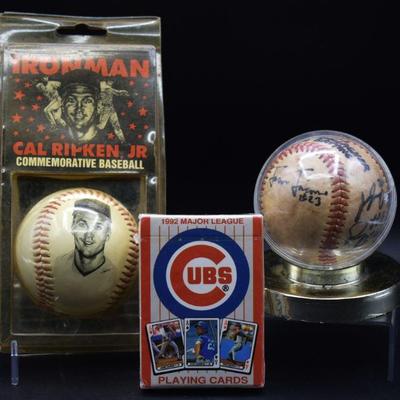 IRONMAN
CAL RIPKEN, JR
COMMEMORATIVE BASEBALL
1992 MAJOR LEAGUE
CUBS
PLAYING CARDS